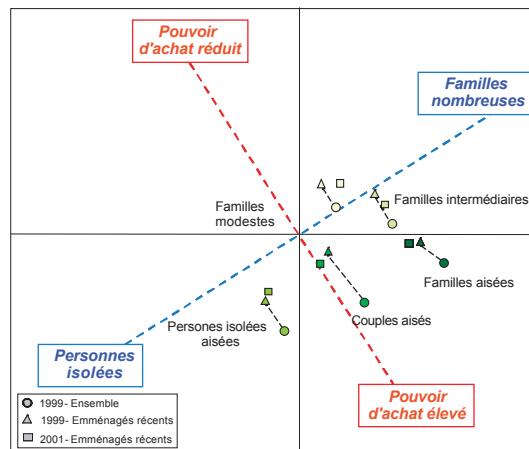 Pouvoir
d'achat réduit
Familles
nombreuses
Familles
modestes
Familles intermédiaires
Familles aisées
Couples aisés
Persones isolées
aisées
Personnes
isolées
Pouvoir
d'achat élevé
1999- Ensemble
1999- Emménagés récents
2001- Emménagés récents